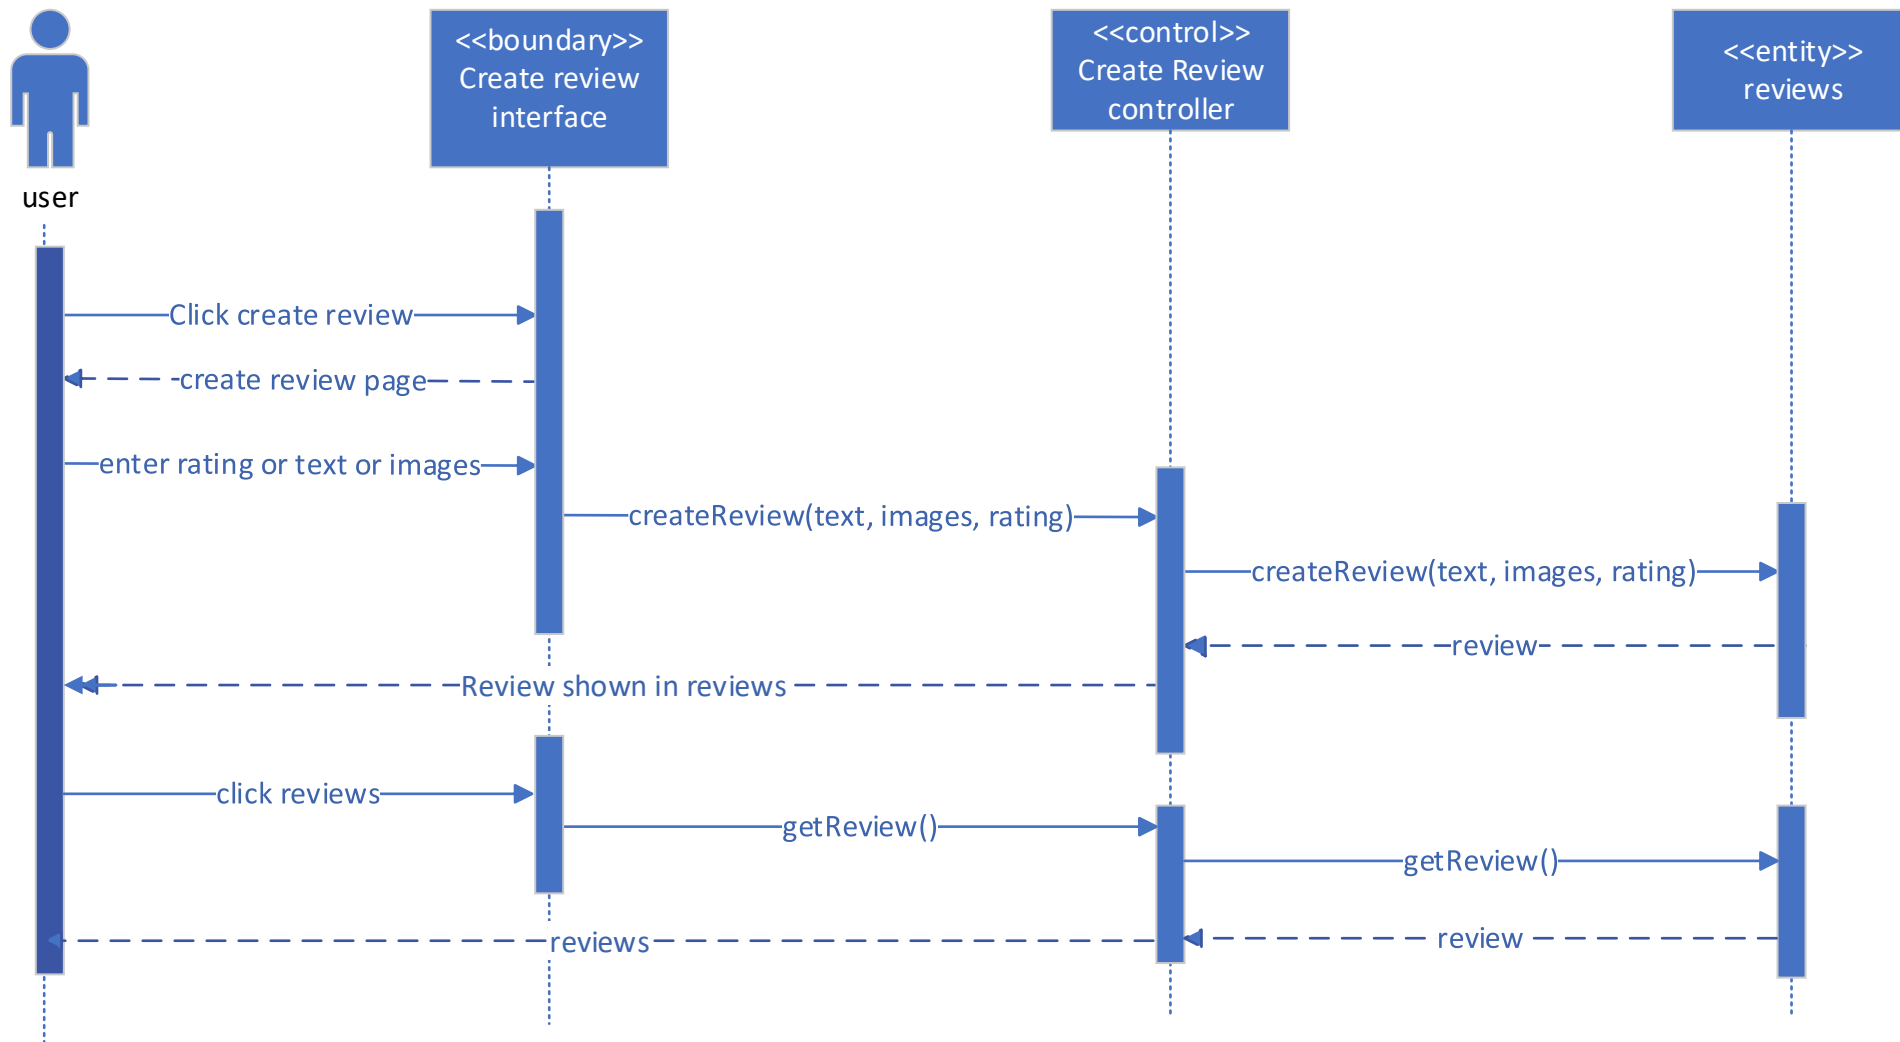 <<boundary>>
Create review
interface
<<control>>
Create Review
controller
<<entity>>
reviews
user
Click create review
create review page
enter rating or text or images
createReview(text, images, rating)
createReview(text, images, rating)
review
Review shown in reviews
click reviews
getReview()
getReview()
reviews
review